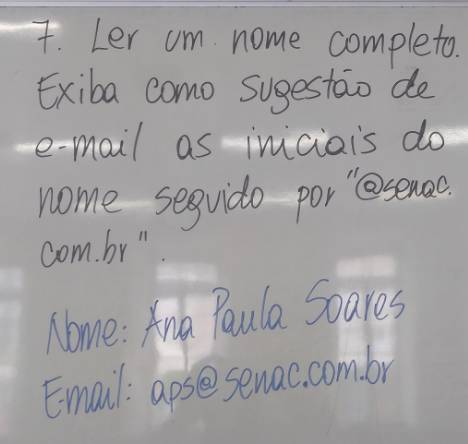 7. Ler um nome completo.
Exiba como sugestão de
e-mail as iniciais do
nome seguido por "@senac.
com.br".
Nome: Ana Paula Soares
E-mail: aps@senac.com.br